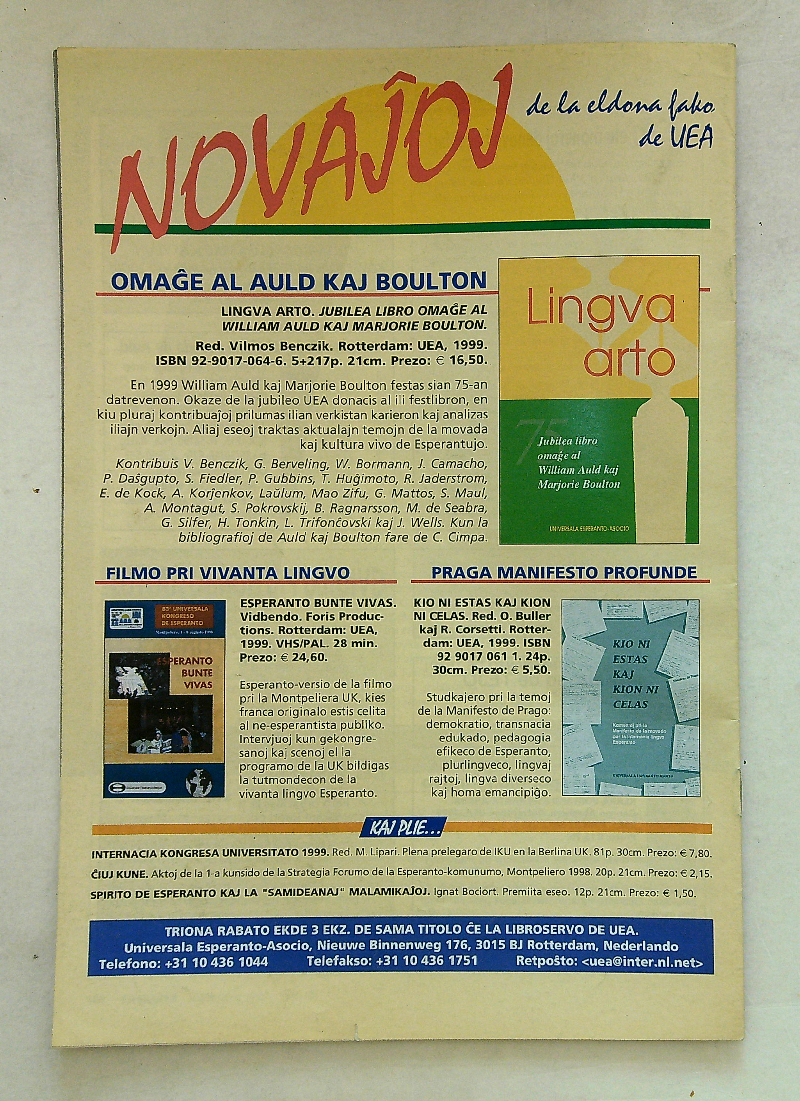 NOVAĴOJ
de la eldona fako
de UEA
OMAĜE AL AULD KAJ BOULTON
LINGVA ARTO. JUBILEA LIBRO OMAĜE AL
WILLIAM AULD KAJ MARJORIE BOULTON.
Red. Vilmos Benczik. Rotterdam: UEA, 1999.
ISBN 92-9017-064-6. 5+217p. 21cm. Prezo: € 16,50.
En 1999 William Auld kaj Marjorie Boulton festas sian 75-an
datrevenon. Okaze de la jubileo UEA donacis al ili festlibron, en
kiu pluraj kontribuaĵoj prilumas ilian verkistan karieron kaj analizas
iliajn verkojn. Aliaj eseoj traktas aktualajn temojn de la movada
kaj kultura vivo de Esperantujo.
Kontribuis V. Benczik, G. Berveling, W. Bormann, J. Camacho,
P. Daŝgupto, S. Fiedler, P. Gubbins, T. Huĝimoto, R. Jaderstrom,
E. de Kock, A. Korĵenkov, Laŭlum, Mao Zifu, G. Mattos, S. Maul,
A. Montagut, S. Pokrovskij, B. Ragnarsson, M. de Seabra,
G. Silfer, H. Tonkin, L. Trifonĉovski kaj J. Wells. Kun la
bibliografioj de Auld kaj Boulton fare de C. Cimpa.
Lingva
arto
75
Jubilea libro
omaĝe al
William Auld kaj
Marjorie Boulton
UNIVERSALA ESPERANTO-ASOCIO
FILMO PRI VIVANTA LINGVO
83ª UNIVERSALA
KONGRESO
DE ESPERANTO
ESPERANTO
BUNTE
VIVAS
ESPERANTO BUNTE VIVAS.
Vidbendo. Foris Produc-
tions. Rotterdam: UEA,
1999. VHS/PAL. 28 min.
Prezo: € 24,60.
Esperanto-versio de la filmo
pri la Montpeliera UK, kies
franca originalo estis celita
al ne-esperantista publiko.
Intervjuoj kun gekongre-
sanoj kaj scenoj el la
programo de la UK bildigas
la tutmondecon de la
vivanta lingvo Esperanto.
PRAGA MANIFESTO PROFUNDE
KIO NI ESTAS KAJ KION
NI CELAS. Red. O. Buller
kaj R. Corsetti. Rotter-
dam: UEA, 1999. ISBN
92 9017 061 1. 24p.
30cm. Prezo: € 5,50.
Studkajero pri la temoj
de la Manifesto de Prago:
demokratio, transnacia
edukado, pedagogia
efikeco de Esperanto,
plurlingveco, lingvaj
rajtoj, lingva diverseco
kaj homa emancipiĝo.
KIO NI
ESTAS
KAJ
KION NI
CELAS
KAJ PLIE...
INTERNACIA KONGRESA UNIVERSITATO 1999. Red. M. Lipari. Plena prelegaro de IKU en la Berlina UK. 81p. 30cm. Prezo: € 7,80.
ĈIUJ KUNE. Aktoj de la 1-a kunsido de la Strategia Forumo de la Esperanto-komunumo, Montpeliero 1998. 20p. 21cm. Prezo: € 2,15.
SPIRITO DE ESPERANTO KAJ LA "SAMIDEANAJ" MALAMIKAĴOJ. Ignat Bociort. Premiita eseo. 12p. 21cm. Prezo: € 1,50.
TRIONA RABATO EKDE 3 EKZ. DE SAMA TITOLO ĈE LA LIBROSERVO DE UEA.
Universala Esperanto-Asocio, Nieuwe Binnenweg 176, 3015 BJ Rotterdam, Nederlando
Telefono: +31 10 436 1044 Telefakso: +31 10 436 1751 Retpoŝto: <uea@inter.nl.net>